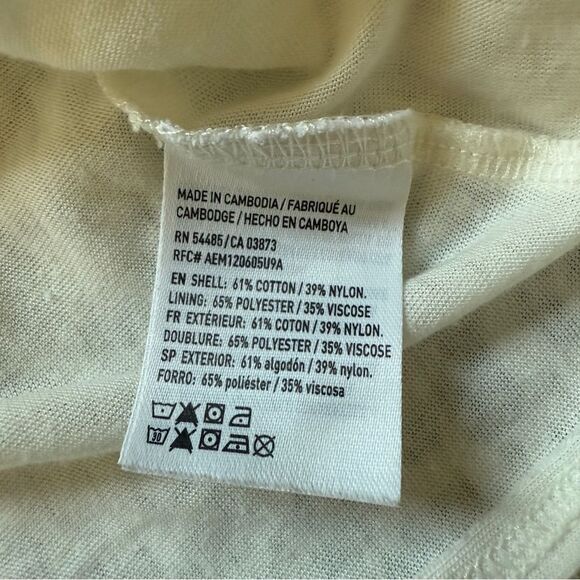 MADE IN CAMBODIA / FABRIQUÉ AU
CAMBODGE / HECHO EN CAMBOYA
RN 54485 / CA 03873
RFC# AEM120605U9A
EN SHELL: 61% COTTON / 39% NYLON.
LINING: 65% POLYESTER / 35% VISCOSE
FR EXTÉRIEUR: 61% COTON / 39% NYLON.
DOUBLURE: 65% POLYESTER / 35% VISCOSE
SP EXTERIOR: 61% algodón / 39% nylon.
FORRO: 65% poliéster / 35% viscosa
30